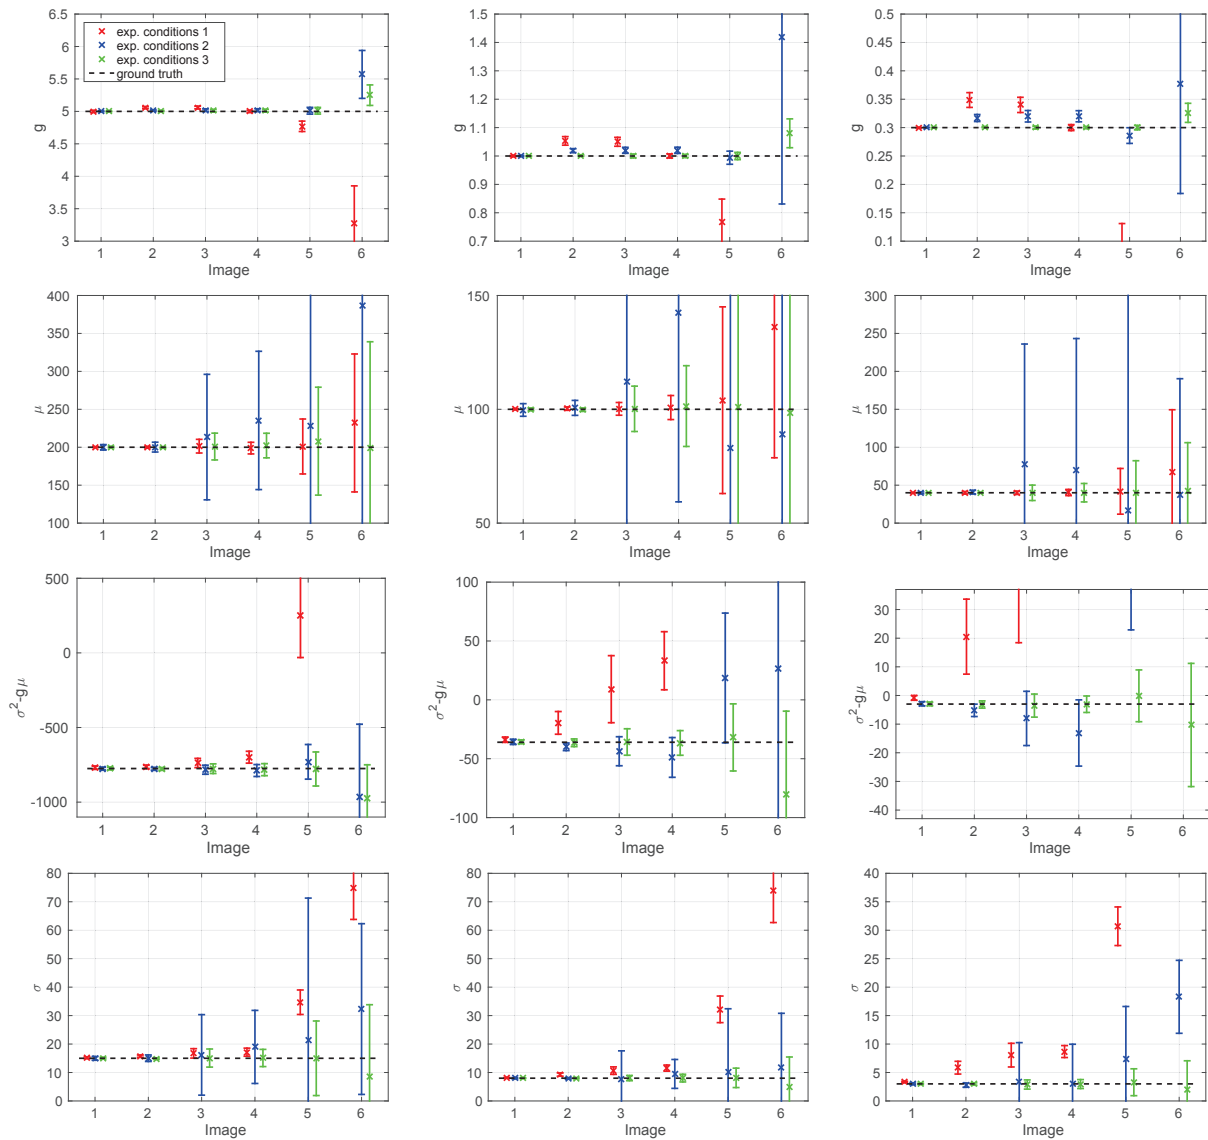 6.5
6
5.5
5
4.5
4
3.5
3
g
1 2 3 4 5 6
Image
exp. conditions 1
exp. conditions 2
exp. conditions 3
ground truth
1.5
1.4
1.3
1.2
1.1
1
0.9
0.8
0.7
g
1 2 3 4 5 6
Image
0.5
0.45
0.4
0.35
0.3
0.25
0.2
0.15
0.1
g
1 2 3 4 5 6
Image
400
350
300
250
200
150
100
μ
1 2 3 4 5 6
Image
150
100
50
μ
1 2 3 4 5 6
Image
300
250
200
150
100
50
0
μ
1 2 3 4 5 6
Image
500
0
-500
-1000
σ²-gμ
1 2 3 4 5 6
Image
100
50
0
-50
-100
σ²-gμ
1 2 3 4 5 6
Image
30
20
10
0
-10
-20
-30
-40
σ²-gμ
1 2 3 4 5 6
Image
80
70
60
50
40
30
20
10
0
σ
1 2 3 4 5 6
Image
80
70
60
50
40
30
20
10
0
σ
1 2 3 4 5 6
Image
40
35
30
25
20
15
10
5
0
σ
1 2 3 4 5 6
Image